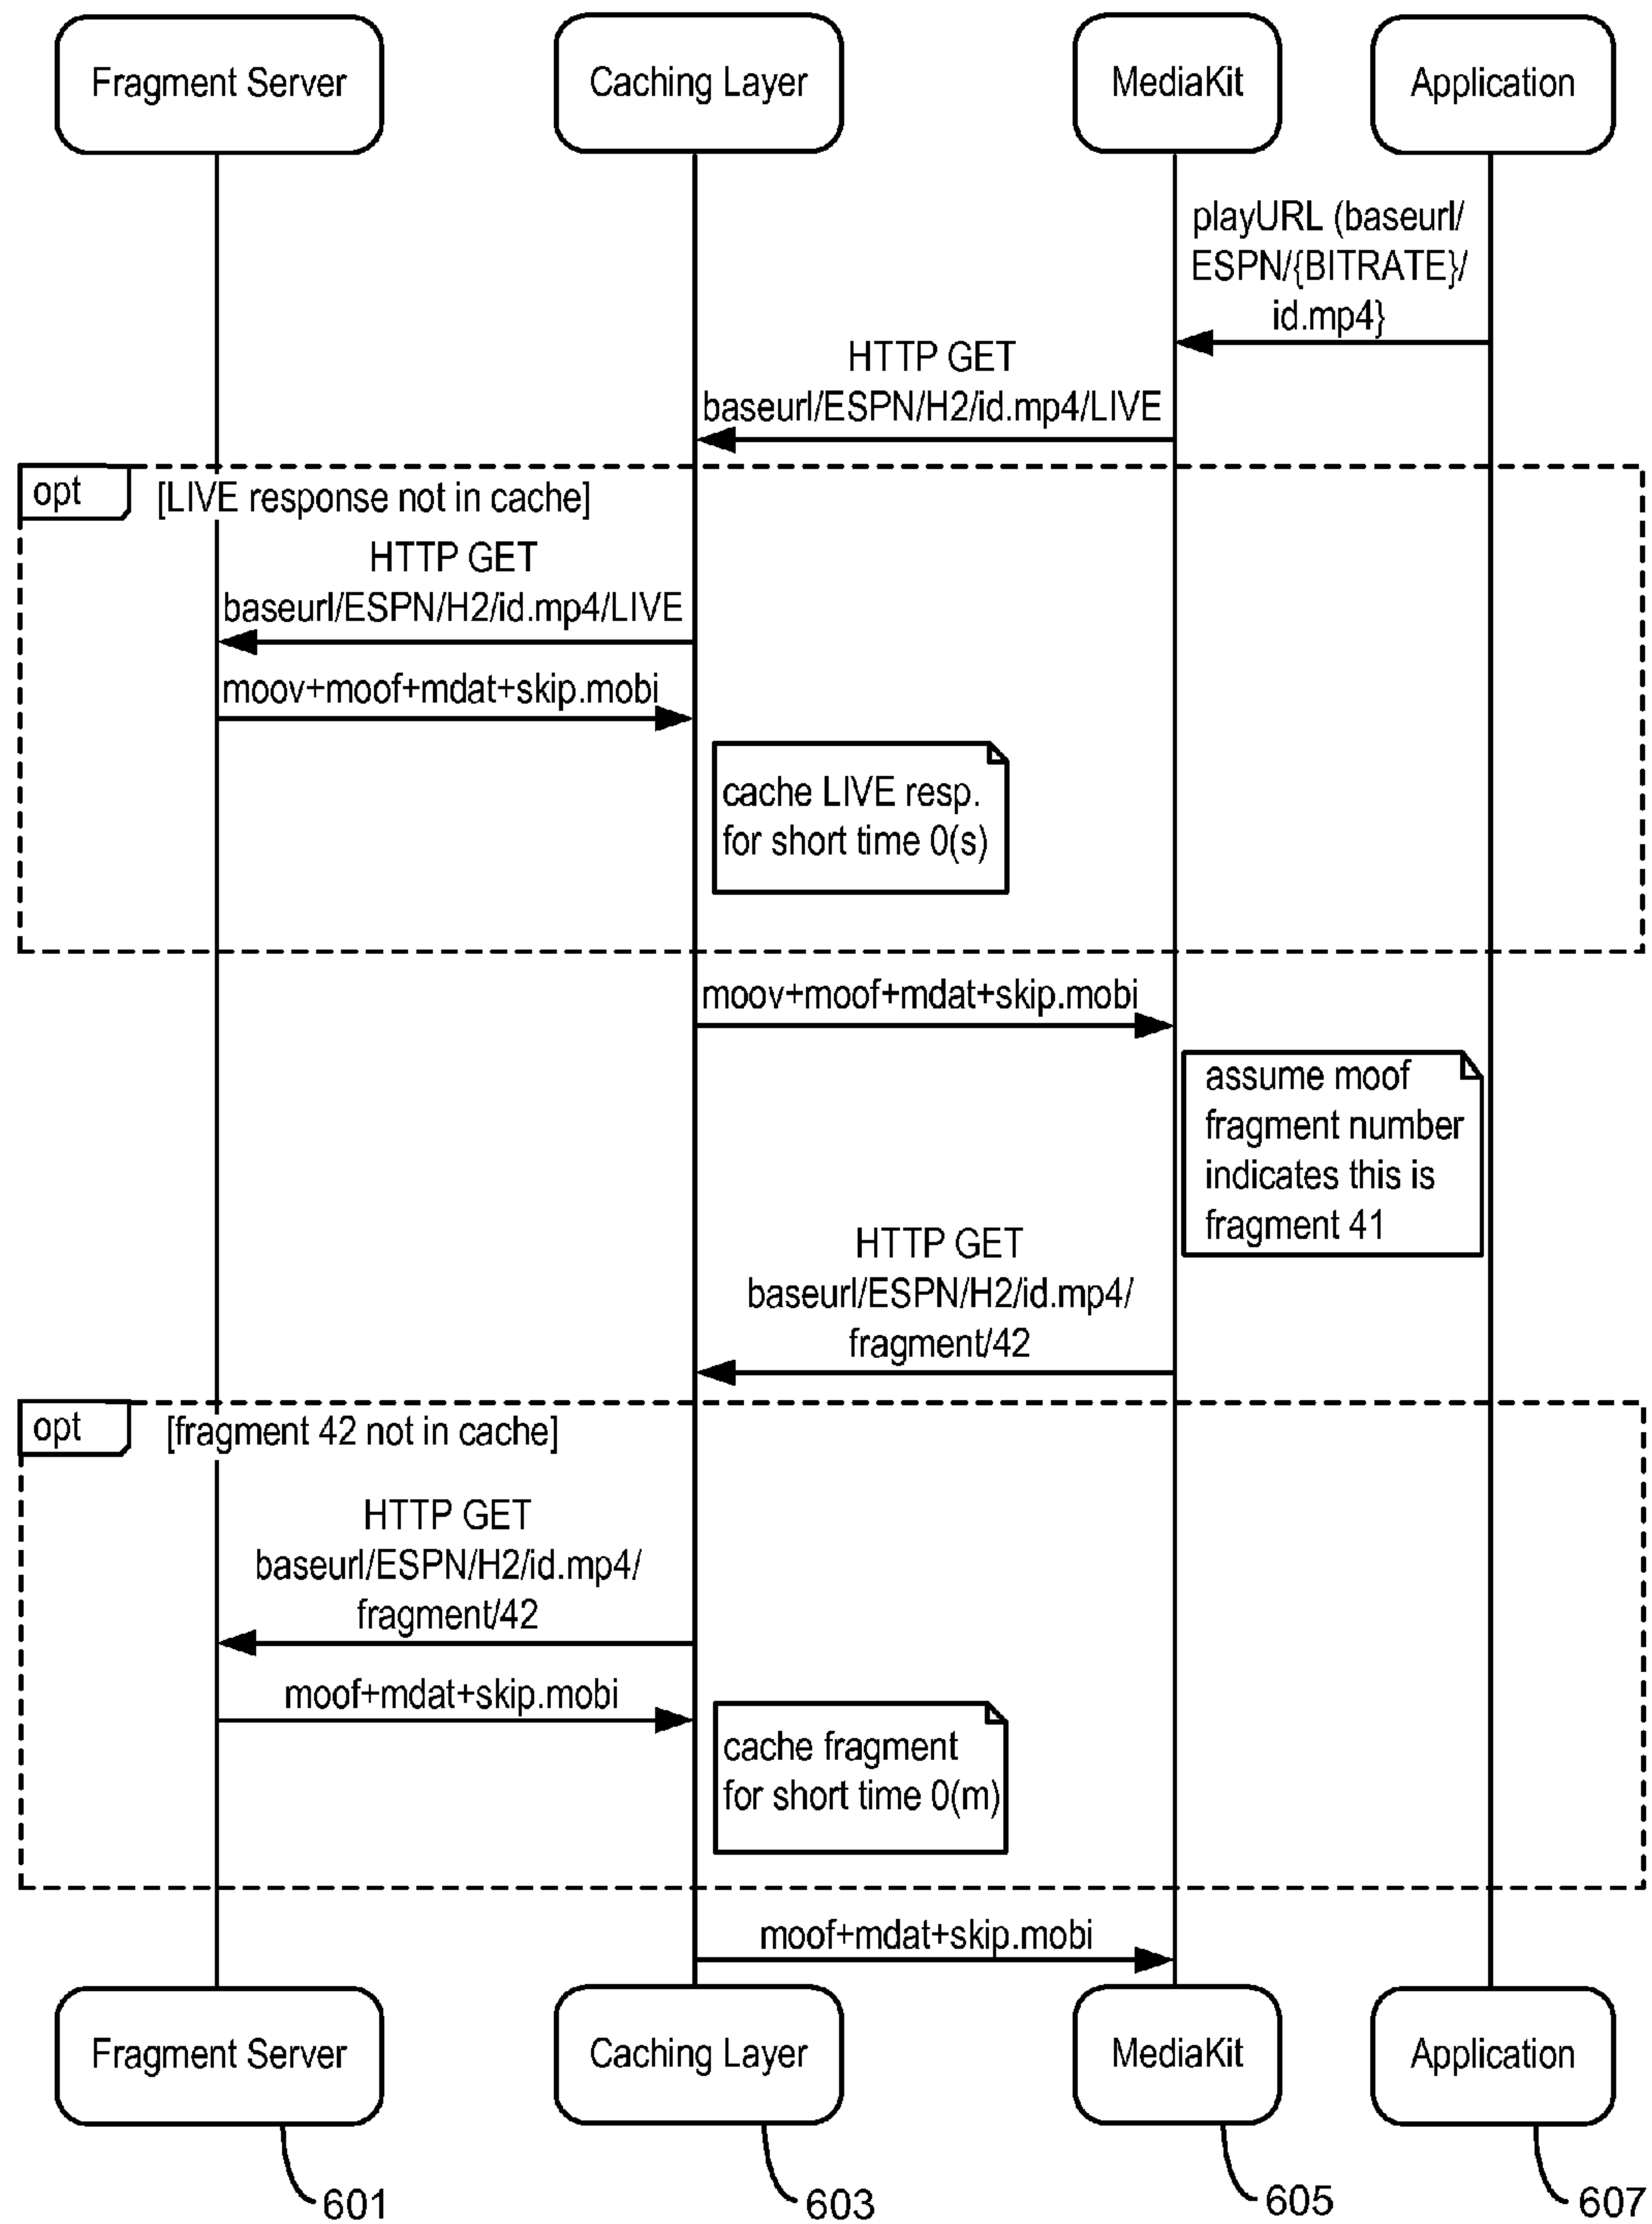 Fragment Server
Caching Layer
MediaKit
Application
playURL (baseurl/
ESPN/{BITRATE}/
id.mp4}
HTTP GET
baseurl/ESPN/H2/id.mp4/LIVE
opt
[LIVE response not in cache]
HTTP GET
baseurl/ESPN/H2/id.mp4/LIVE
moov+moof+mdat+skip.mobi
cache LIVE resp.
for short time 0(s)
moov+moof+mdat+skip.mobi
assume moof
fragment number
indicates this is
fragment 41
HTTP GET
baseurl/ESPN/H2/id.mp4/
fragment/42
opt
[fragment 42 not in cache]
HTTP GET
baseurl/ESPN/H2/id.mp4/
fragment/42
moof+mdat+skip.mobi
cache fragment
for short time 0(m)
moof+mdat+skip.mobi
Fragment Server
Caching Layer
MediaKit
Application
601
603
605
607